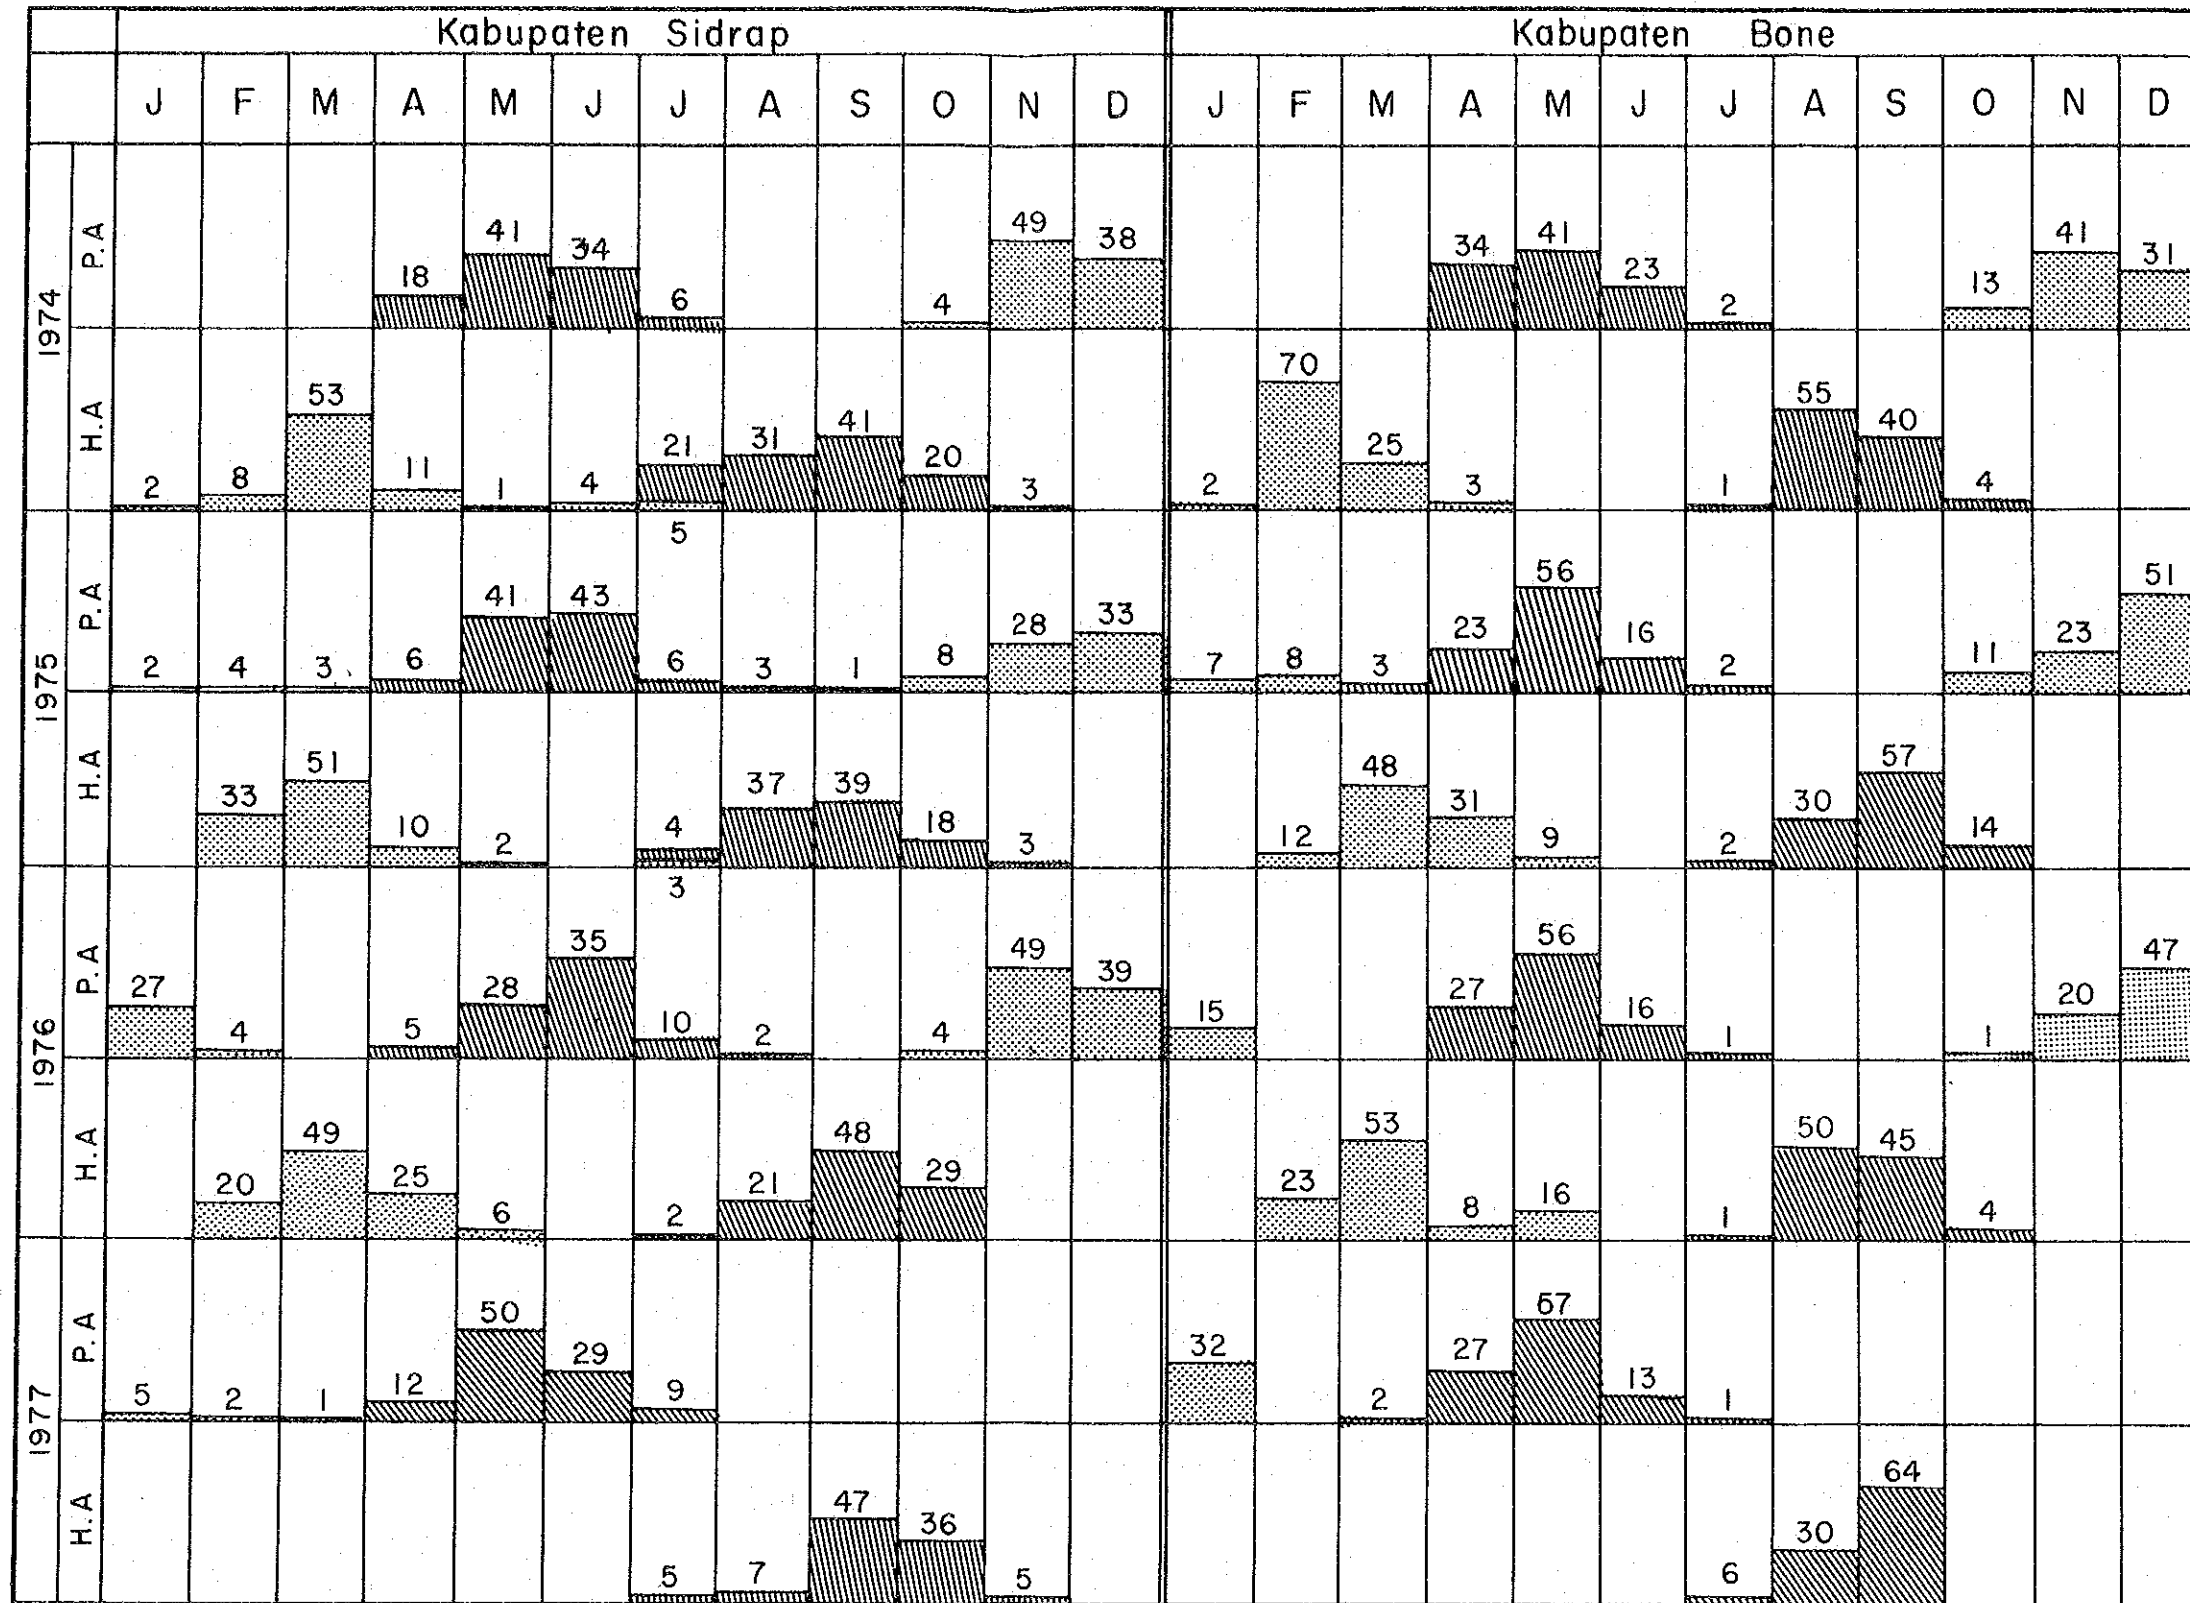 Kabupaten Sidrap Kabupaten Bone
J F M A M J J A S O N D J F M A M J J A S O N D
1974
P.A 18 41 34 6 4 49 38 34 41 23 2 13 41 31
H.A 2 8 53 11 1 4 21 5 31 41 20 3 2 70 25 3 1 55 40 4
1975
P.A 2 4 3 6 41 43 6 3 1 8 28 33 7 8 3 23 56 16 2 11 23 51
H.A 33 51 10 2 4 3 37 39 18 3 12 48 31 9 2 30 57 14
1976
P.A 27 4 5 28 35 10 2 4 49 39 15 27 56 16 1 1 20 47
H.A 20 49 25 6 2 21 48 29 23 53 8 16 1 50 45 4
1977
P.A 5 2 1 12 50 29 9 32 2 27 57 13 1
H.A 5 7 47 36 5 6 30 64